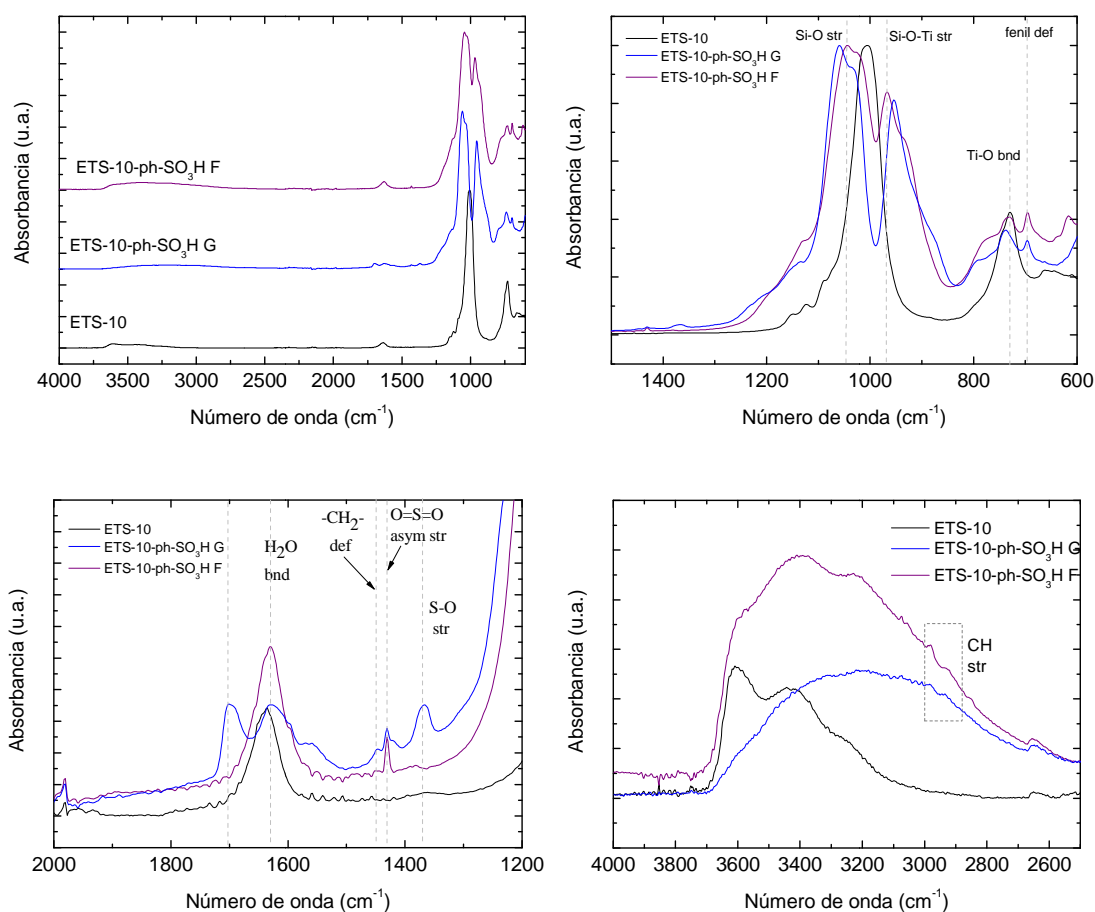 Absorbancia (u.a.)
ETS-10-ph-SO3H F
ETS-10-ph-SO3H G
ETS-10
4000 3500 3000 2500 2000 1500 1000
Número de onda (cm-1)
Absorbancia (u.a.)
ETS-10
ETS-10-ph-SO3H G
ETS-10-ph-SO3H F
Si-O str
Si-O-Ti str
fenil def
Ti-O bnd
1400 1200 1000 800 600
Número de onda (cm-1)
Absorbancia (u.a.)
ETS-10
ETS-10-ph-SO3H G
ETS-10-ph-SO3H F
H2O
bnd
-CH2-
def
O=S=O
asym str
S-O
str
2000 1800 1600 1400 1200
Número de onda (cm-1)
Absorbancia (u.a.)
ETS-10
ETS-10-ph-SO3H G
ETS-10-ph-SO3H F
CH
str
4000 3800 3600 3400 3200 3000 2800 2600
Número de onda (cm-1)